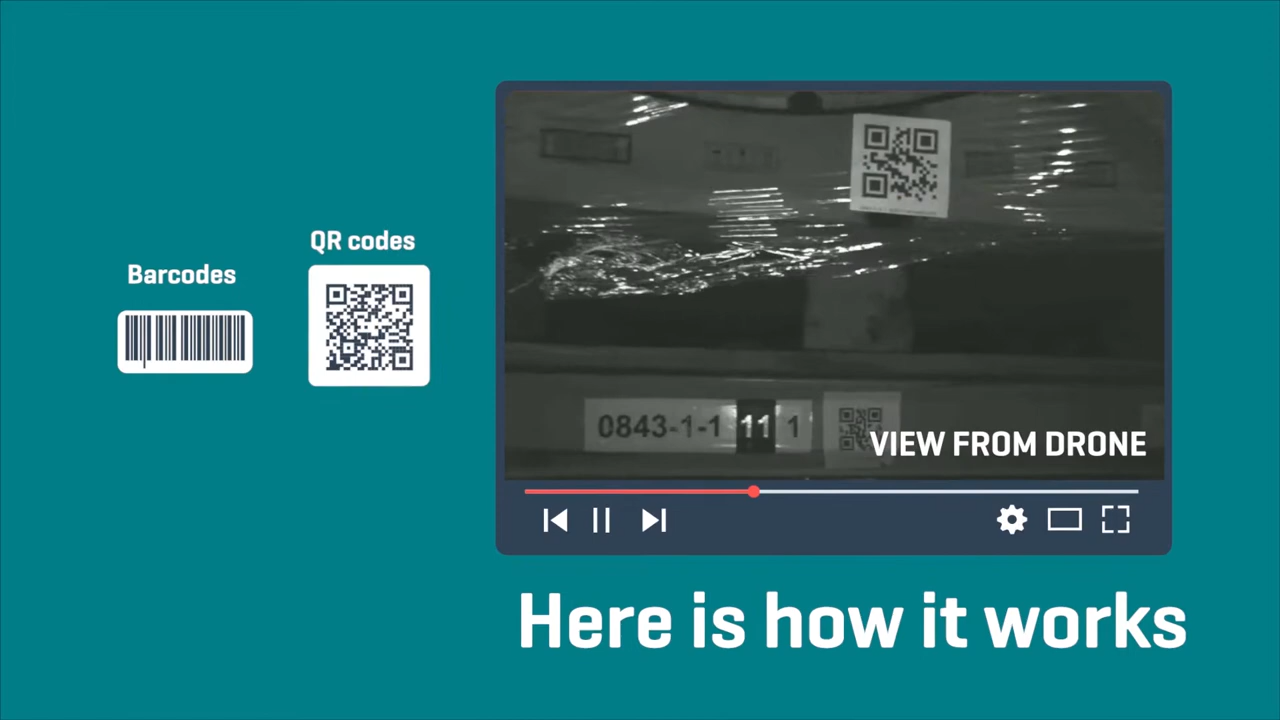 Barcodes
QR codes
0843-1-1 11 1
VIEW FROM DRONE
Here is how it works